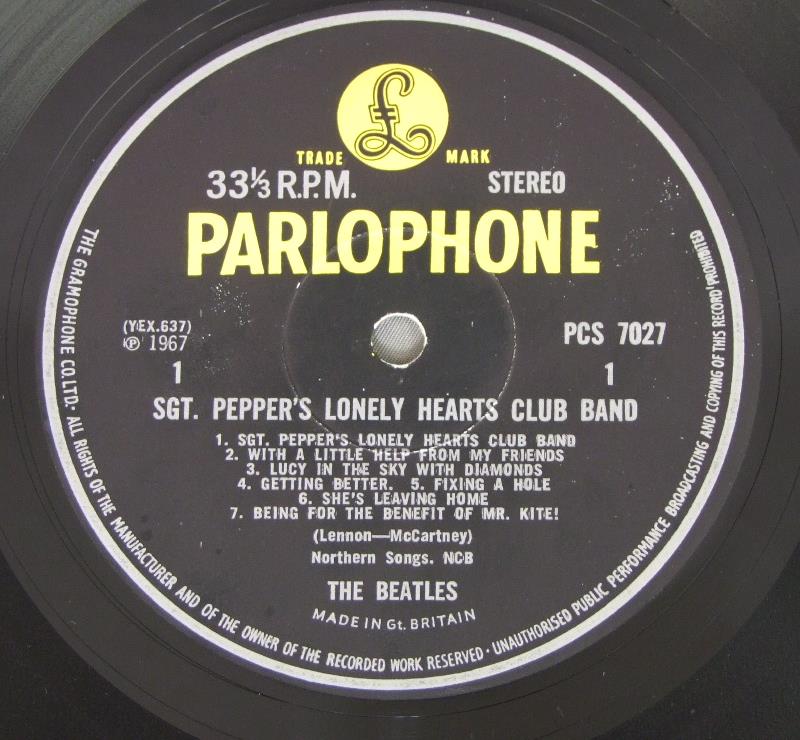 £
TRADE MARK
33⅓ R.P.M. STEREO
PARLOPHONE
(YEX.637) PCS 7027
℗ 1967
1 1
SGT. PEPPER'S LONELY HEARTS CLUB BAND
1. SGT. PEPPER'S LONELY HEARTS CLUB BAND
2. WITH A LITTLE HELP FROM MY FRIENDS
3. LUCY IN THE SKY WITH DIAMONDS
4. GETTING BETTER. 5. FIXING A HOLE
6. SHE'S LEAVING HOME
7. BEING FOR THE BENEFIT OF MR. KITE!
(Lennon—McCartney)
Northern Songs. NCB
THE BEATLES
MADE IN Gt. BRITAIN
THE GRAMOPHONE CO. LTD. · ALL RIGHTS OF THE MANUFACTURER AND OF THE OWNER OF THE RECORDED WORK RESERVED · UNAUTHORISED PUBLIC PERFORMANCE BROADCASTING AND COPYING OF THIS RECORD PROHIBITED